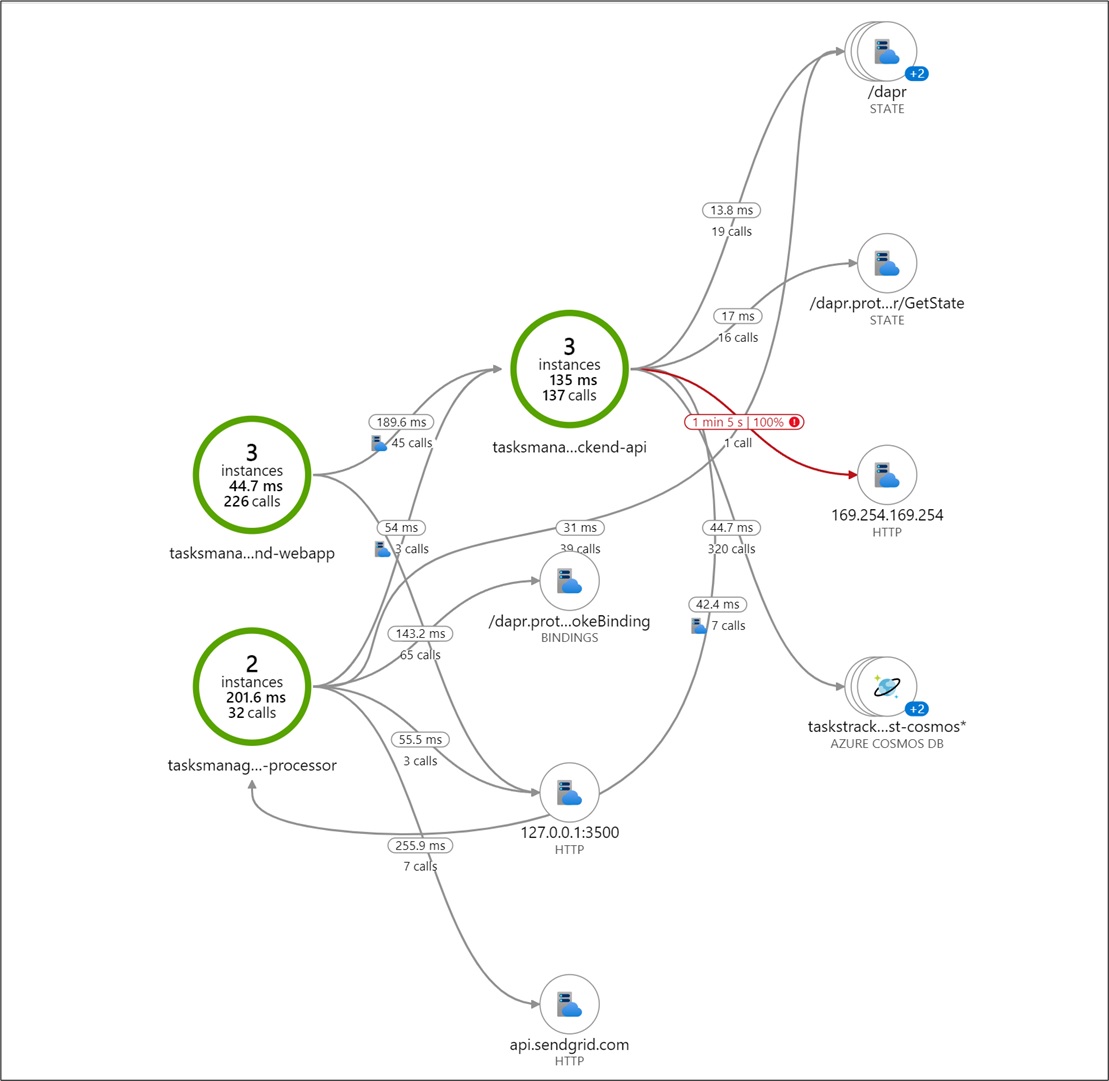 +2
/dapr
STATE
13.8 ms
19 calls
/dapr.prot...r/GetState
STATE
17 ms
16 calls
3
instances
135 ms
137 calls
tasksmana...ckend-api
189.6 ms
45 calls
1 min 5 s | 100%
1 call
3
instances
44.7 ms
226 calls
tasksmana...nd-webapp
169.254.169.254
HTTP
54 ms
3 calls
31 ms
39 calls
44.7 ms
320 calls
/dapr.prot...okeBinding
BINDINGS
42.4 ms
7 calls
143.2 ms
65 calls
2
instances
201.6 ms
32 calls
tasksmanag...-processor
+2
taskstrack...st-cosmos*
AZURE COSMOS DB
55.5 ms
3 calls
127.0.0.1:3500
HTTP
255.9 ms
7 calls
api.sendgrid.com
HTTP